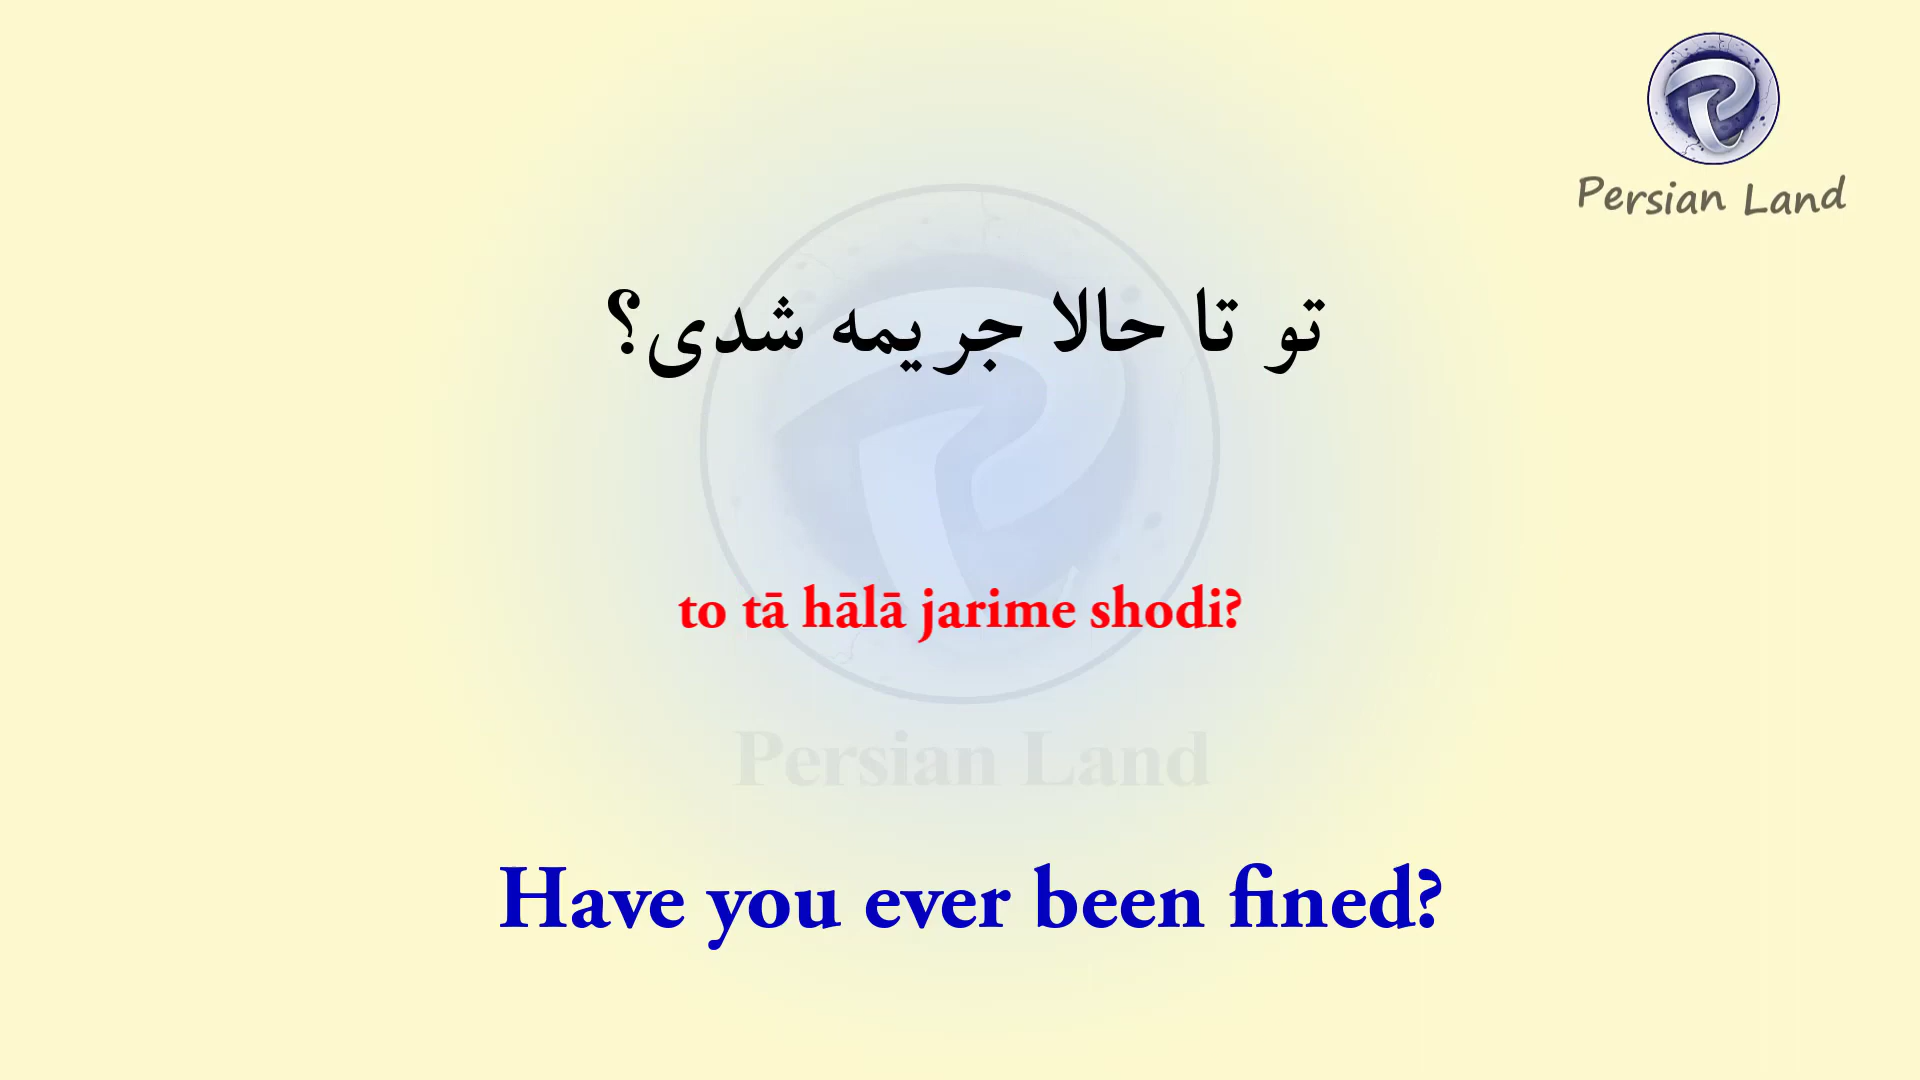 Persian Land
تو تا حالا جریمه شدی؟
to tā hālā jarime shodi?
Persian Land
Have you ever been fined?